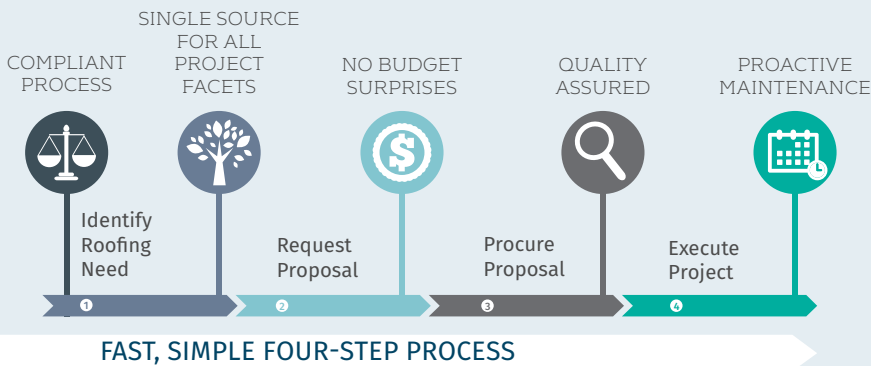 SINGLE SOURCE
FOR ALL
PROJECT
FACETS
COMPLIANT
PROCESS
NO BUDGET
SURPRISES
QUALITY
ASSURED
PROACTIVE
MAINTENANCE
$
Identify
Roofing
Need
Request
Proposal
Procure
Proposal
Execute
Project
1
2
3
4
FAST, SIMPLE FOUR-STEP PROCESS